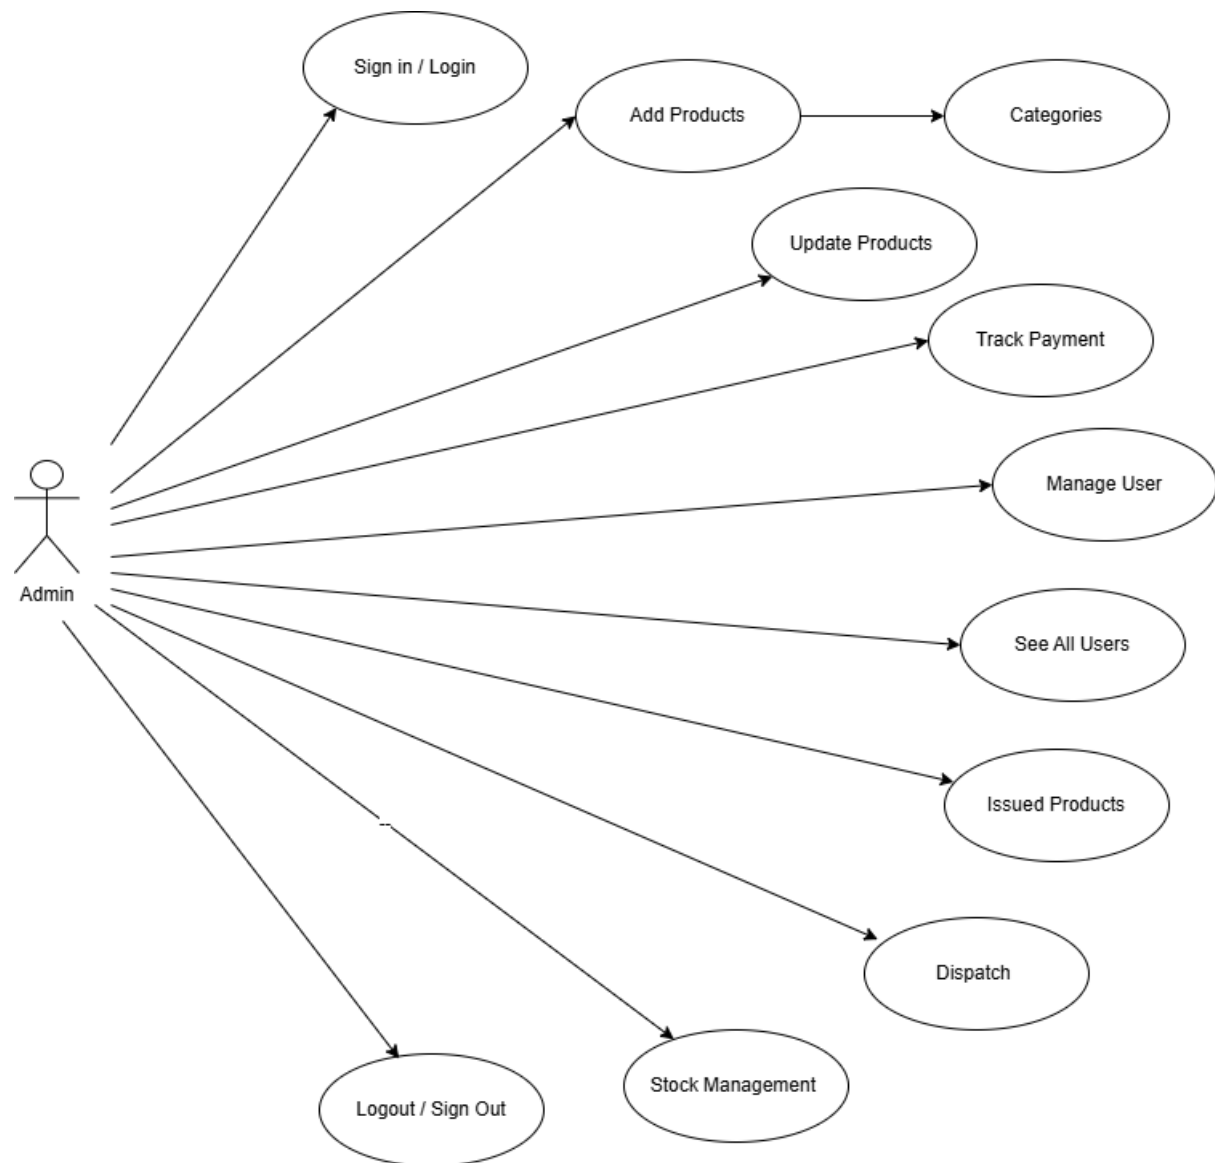 Sign in / Login
Add Products
Categories
Update Products
Track Payment
Manage User
Admin
See All Users
Issued Products
--
Dispatch
Stock Management
Logout / Sign Out